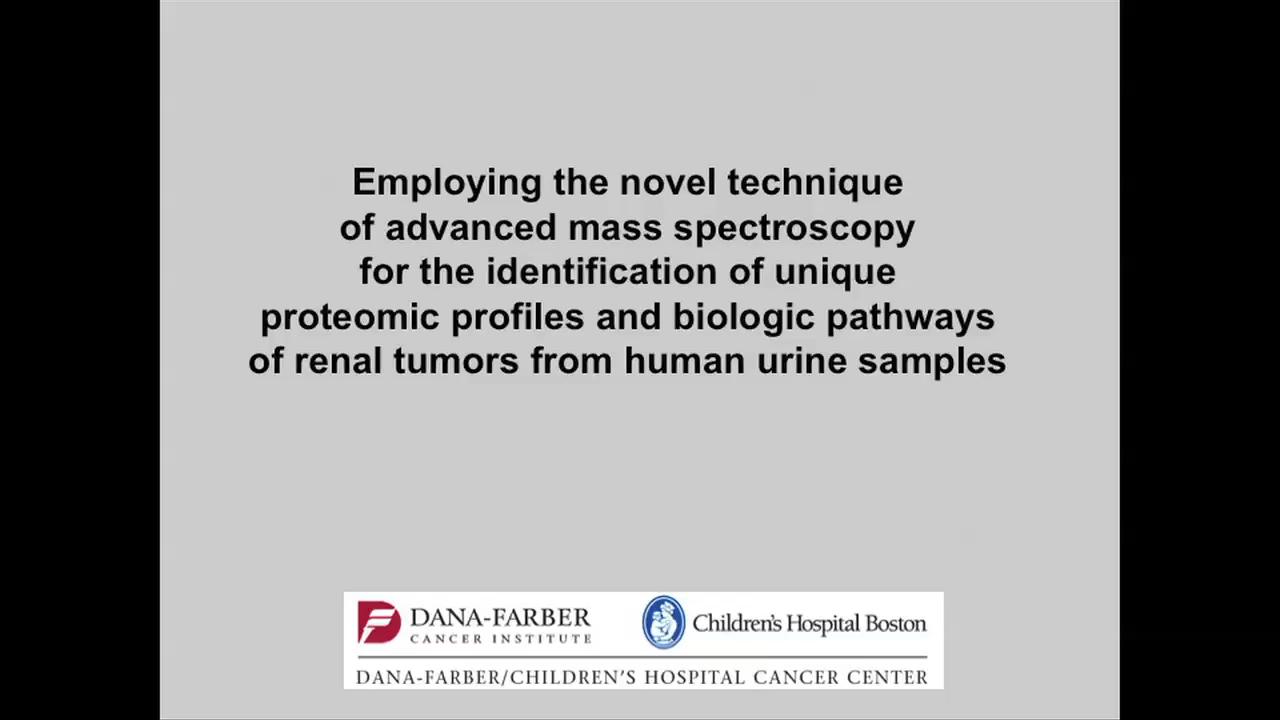 Employing the novel technique
of advanced mass spectroscopy
for the identification of unique
proteomic profiles and biologic pathways
of renal tumors from human urine samples
DANA-FARBER
CANCER INSTITUTE
Children's Hospital Boston
DANA-FARBER/CHILDREN'S HOSPITAL CANCER CENTER